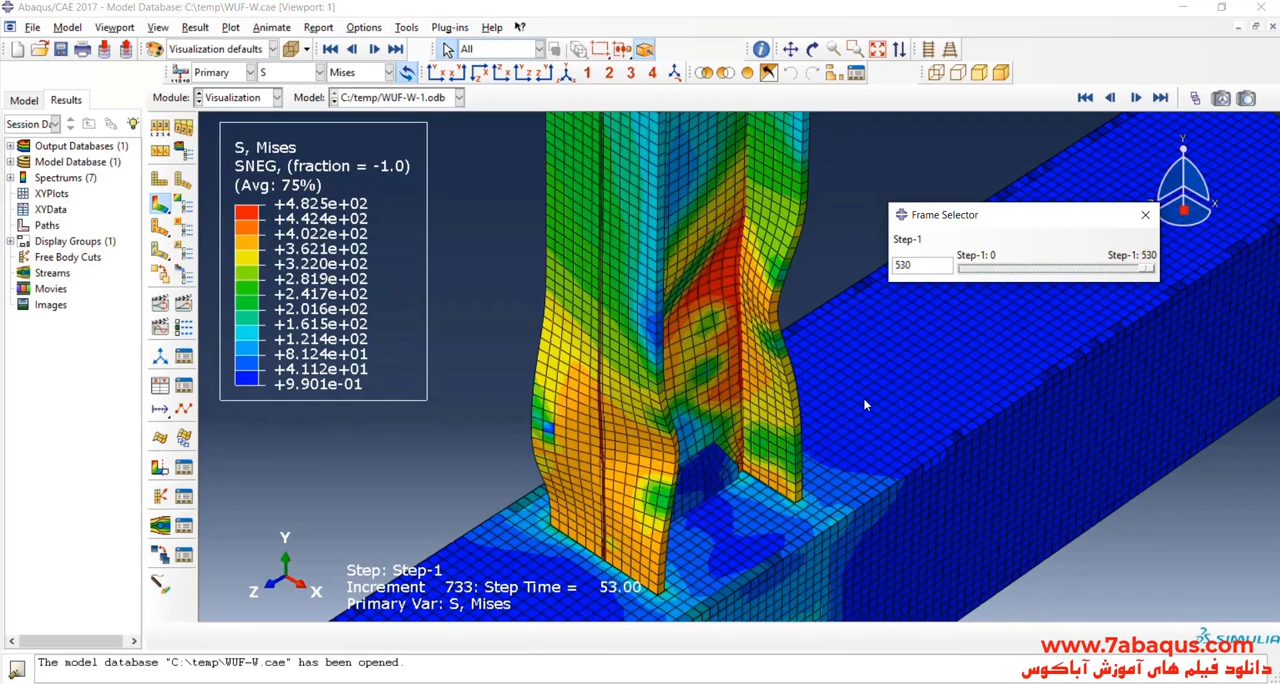 Abaqus/CAE 2017 - Model Database: C:\temp\WUF-W.cae [Viewport: 1]
File Model Viewport View Result Plot Animate Report Options Tools Plug-ins Help
Visualization defaults All
Primary S Mises 1 2 3 4
Model Results Module: Visualization Model: C:/temp/WUF-W-1.odb
Session Da
Output Databases (1)
Model Database (1)
Spectrums (7)
XYPlots
XYData
Paths
Display Groups (1)
Free Body Cuts
Streams
Movies
Images
S, Mises
SNEG, (fraction = -1.0)
(Avg: 75%)
+4.825e+02
+4.424e+02
+4.022e+02
+3.621e+02
+3.220e+02
+2.819e+02
+2.417e+02
+2.016e+02
+1.615e+02
+1.214e+02
+8.124e+01
+4.112e+01
+9.901e-01
Y
X
Frame Selector
Step-1
Step-1: 0 Step-1: 530
530
Y
Z X
Step: Step-1
Increment 733: Step Time = 53.00
Primary Var: S, Mises
SIMULIA
www.7abaqus.com
دانلود فیلم های آموزش آباکوس
The model database "C:\temp\WUF-W.cae" has been opened.